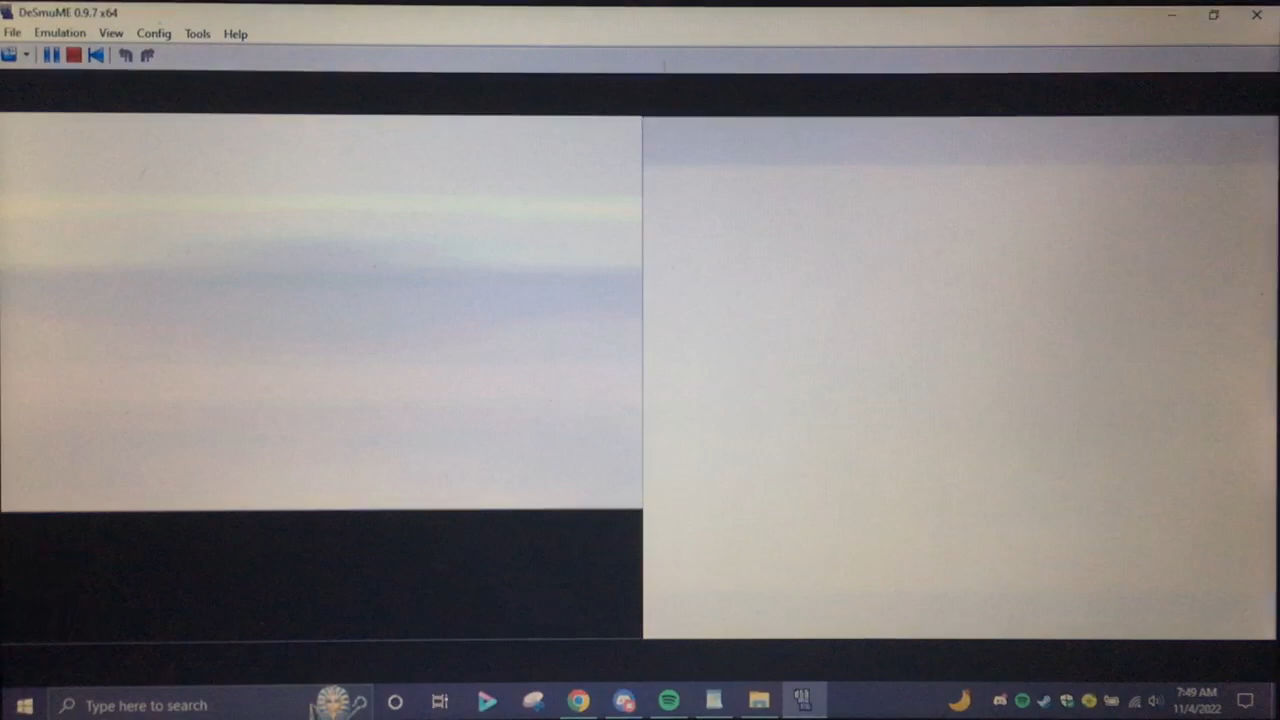 DeSmuME 0.9.7 x64
File Emulation View Config Tools Help
Type here to search
7:49 AM
11/4/2022